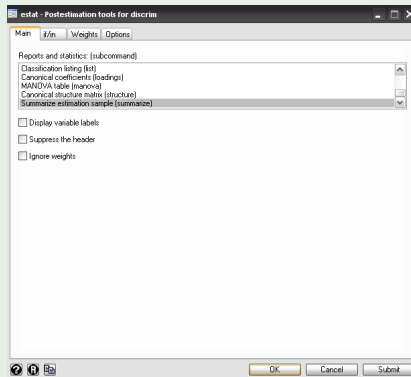 estat - Postestimation tools for discrim
Main if/in Weights Options
Reports and statistics: (subcommand)
Classification listing (list)
Canonical coefficients (loadings)
MANOVA table (manova)
Canonical structure matrix (structure)
Summarize estimation sample (summarize)
Display variable labels
Suppress the header
Ignore weights
? R OK Cancel Submit